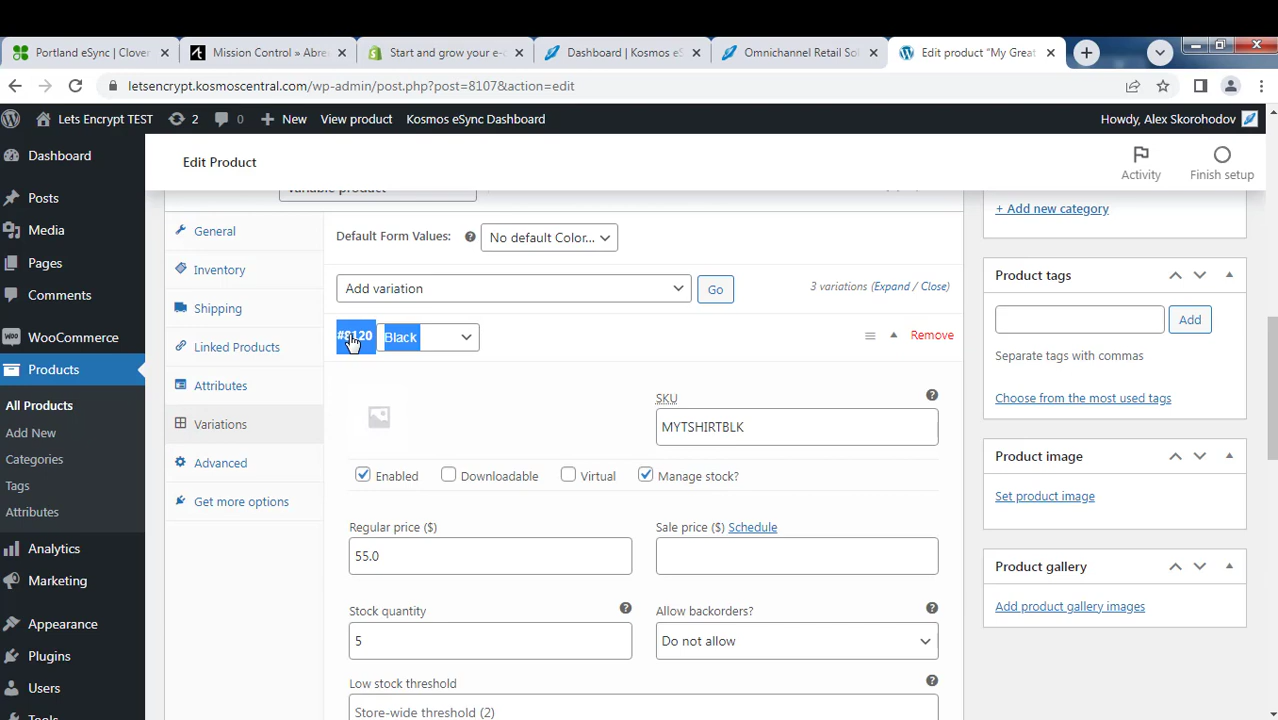 Portland eSync | Clover
Mission Control » Abre
Start and grow your e-
Dashboard | Kosmos eS
Omnichannel Retail Sol
Edit product “My Great
letsencrypt.kosmoscentral.com/wp-admin/post.php?post=8107&action=edit
Lets Encrypt TEST
2
0
New
View product
Kosmos eSync Dashboard
Howdy, Alex Skorohodov
Dashboard
Posts
Media
Pages
Comments
WooCommerce
Products
All Products
Add New
Categories
Tags
Attributes
Analytics
Marketing
Appearance
Plugins
Users
Tools
Edit Product
Activity
Finish setup
Variable product
General
Inventory
Shipping
Linked Products
Attributes
Variations
Advanced
Get more options
Default Form Values:
No default Color...
Add variation
Go
3 variations (Expand / Close)
#8120
Black
Remove
SKU
MYTSHIRTBLK
Enabled
Downloadable
Virtual
Manage stock?
Regular price ($)
55.0
Sale price ($) Schedule
Stock quantity
5
Allow backorders?
Do not allow
Low stock threshold
Store-wide threshold (2)
+ Add new category
Product tags
Add
Separate tags with commas
Choose from the most used tags
Product image
Set product image
Product gallery
Add product gallery images